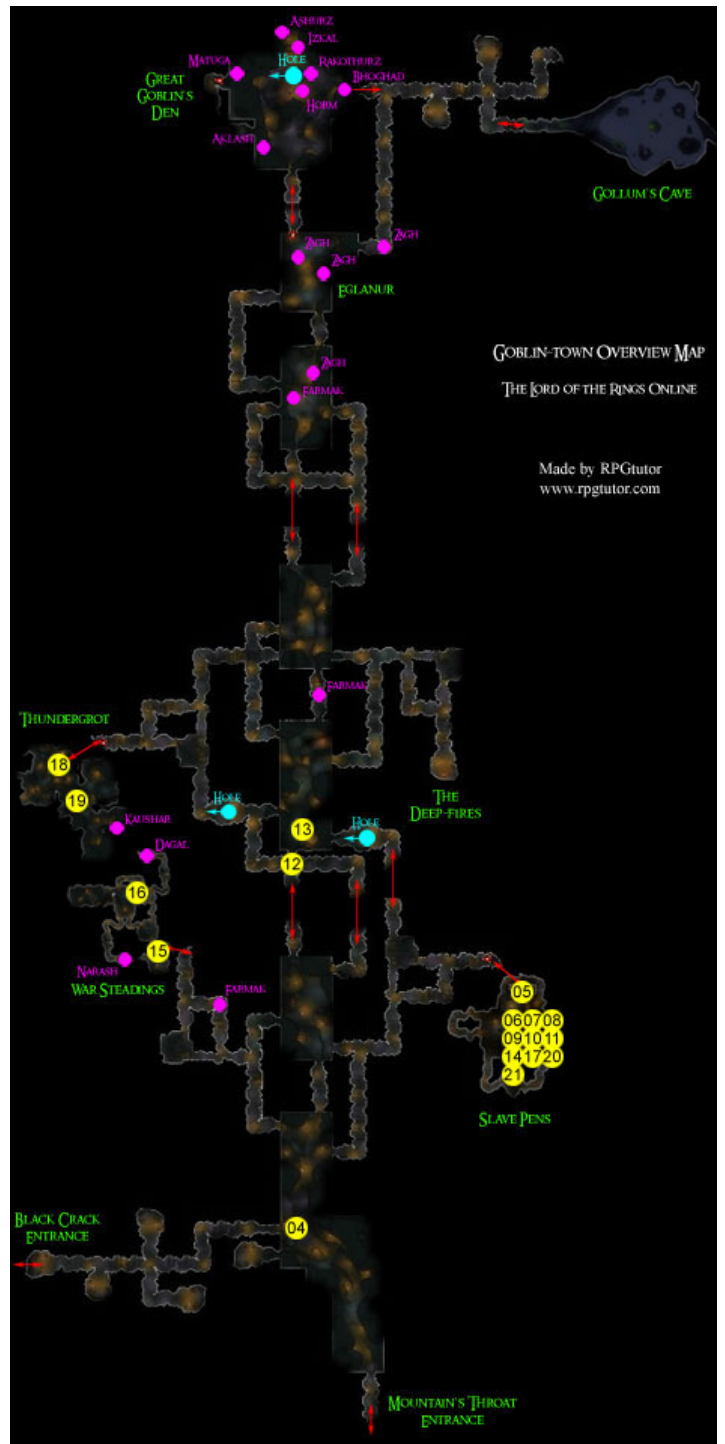 Ashurz
Izkal
Hole
Matuga
Rakothurz
Bhoghad
Great
Goblin's
Den
Horm
Aklash
Gollum's Cave
Zagh
Zagh
Zagh
Eglanur
Goblin-town Overview Map
Zagh
Farmak
The Lord of the Rings Online
Made by RPGtutor
www.rpgtutor.com
Farmak
Thundergrot
18
19
Hole
The
Deep-fires
Hole
13
Kaushar
Dagal
12
16
15
Narash
War Steadings
Farmak
05
06 07 08
09 10 11
14 17 20
21
Slave Pens
Black Crack
Entrance
04
Mountain's Throat
Entrance